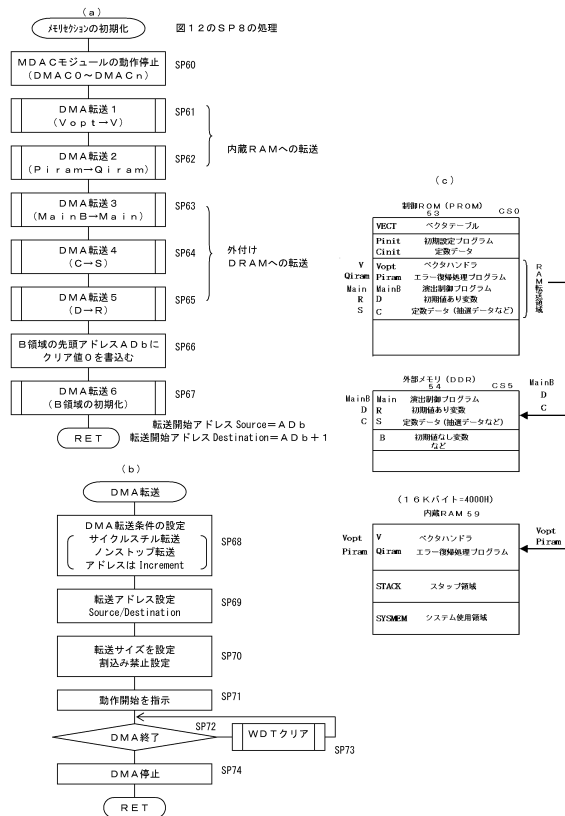 (a)
メモリセクションの初期化
図12のSP8の処理
MDACモジュールの動作停止
(DMAC0~DMACn)
SP60
DMA転送1
(Vopt→V)
SP61
DMA転送2
(Piram→Qiram)
SP62
内蔵RAMへの転送
DMA転送3
(MainB→Main)
SP63
DMA転送4
(C→S)
SP64
DMA転送5
(D→R)
SP65
外付け
DRAMへの転送
B領域の先頭アドレスADbに
クリア値0を書込む
SP66
DMA転送6
(B領域の初期化)
SP67
RET
転送開始アドレスSource=ADb
転送開始アドレスDestination=ADb+1
(b)
DMA転送
DMA転送条件の設定
サイクルスチル転送
ノンストップ転送
アドレスはIncrement
SP68
転送アドレス設定
Source/Destination
SP69
転送サイズを設定
割込み禁止設定
SP70
動作開始を指示
SP71
DMA終了
SP72
WDTクリア
SP73
DMA停止
SP74
RET
(c)
制御ROM(PROM)
53 CS0
VECT ベクタテーブル
Pinit 初期設定プログラム
Cinit 定数データ
V Vopt ベクタハンドラ
Qiram Piram エラー復帰処理プログラム
Main MainB 演出制御プログラム
R D 初期値あり変数
S C 定数データ(抽選データなど)
RAM転送領域
外部メモリ(DDR)
54 CS5
MainB Main 演出制御プログラム
D R 初期値あり変数
C S 定数データ(抽選データなど)
B 初期値なし変数
など
MainB
D
C
(16Kバイト=4000H)
内蔵RAM 59
Vopt V ベクタハンドラ
Piram Qiram エラー復帰処理プログラム
STACK スタップ領域
SYSMEM システム使用領域
Vopt
Piram